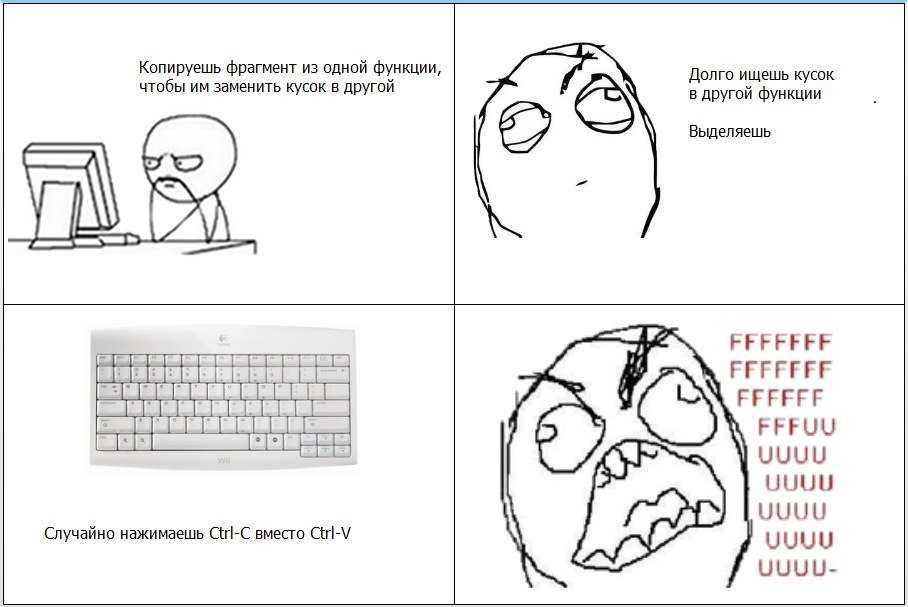 Копируешь фрагмент из одной функции,
чтобы им заменить кусок в другой
Долго ищешь кусок
в другой функции
Выделяешь
Wii
Случайно нажимаешь Ctrl-C вместо Ctrl-V
FFFFFFF
FFFFFFF
FFFFFF
FFFUU
UUUU
UUUU
UUUU
UUUU
UUUU-